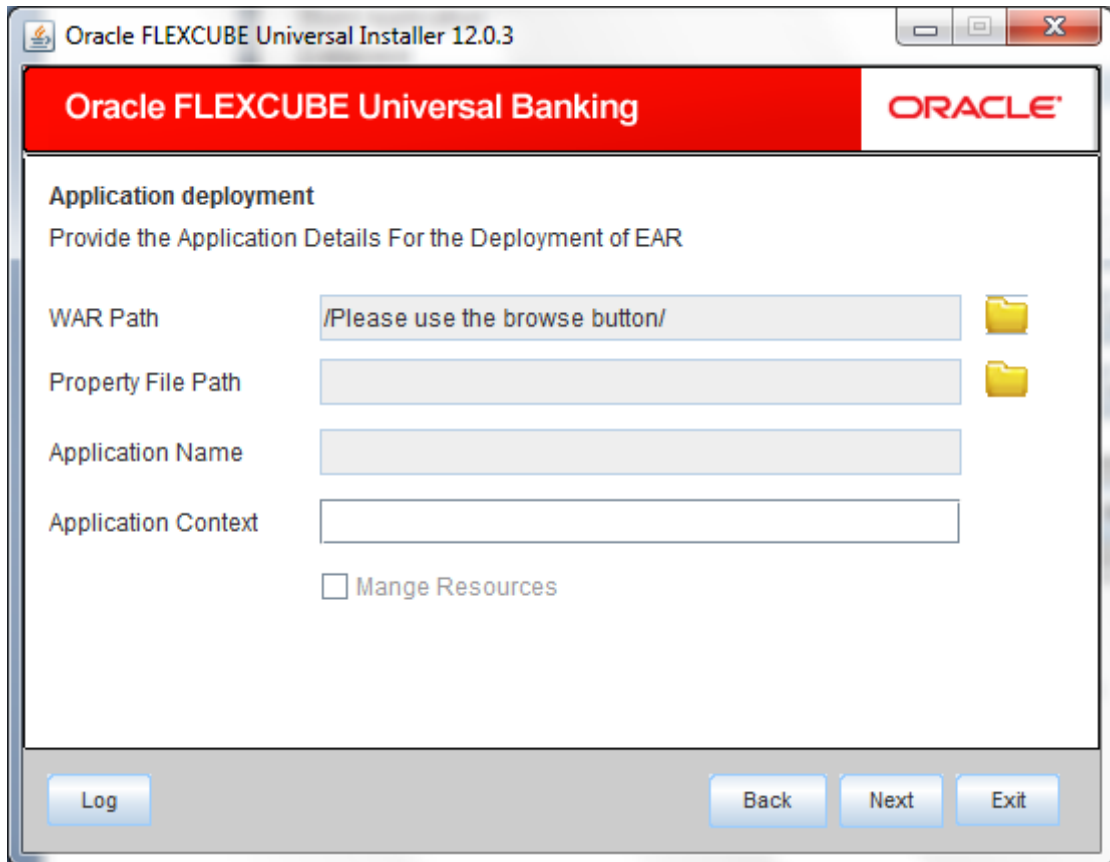 Oracle FLEXCUBE Universal Installer 12.0.3
Oracle FLEXCUBE Universal Banking
ORACLE
Application deployment
Provide the Application Details For the Deployment of EAR
WAR Path /Please use the browse button/
Property File Path
Application Name
Application Context
Mange Resources
Log Back Next Exit